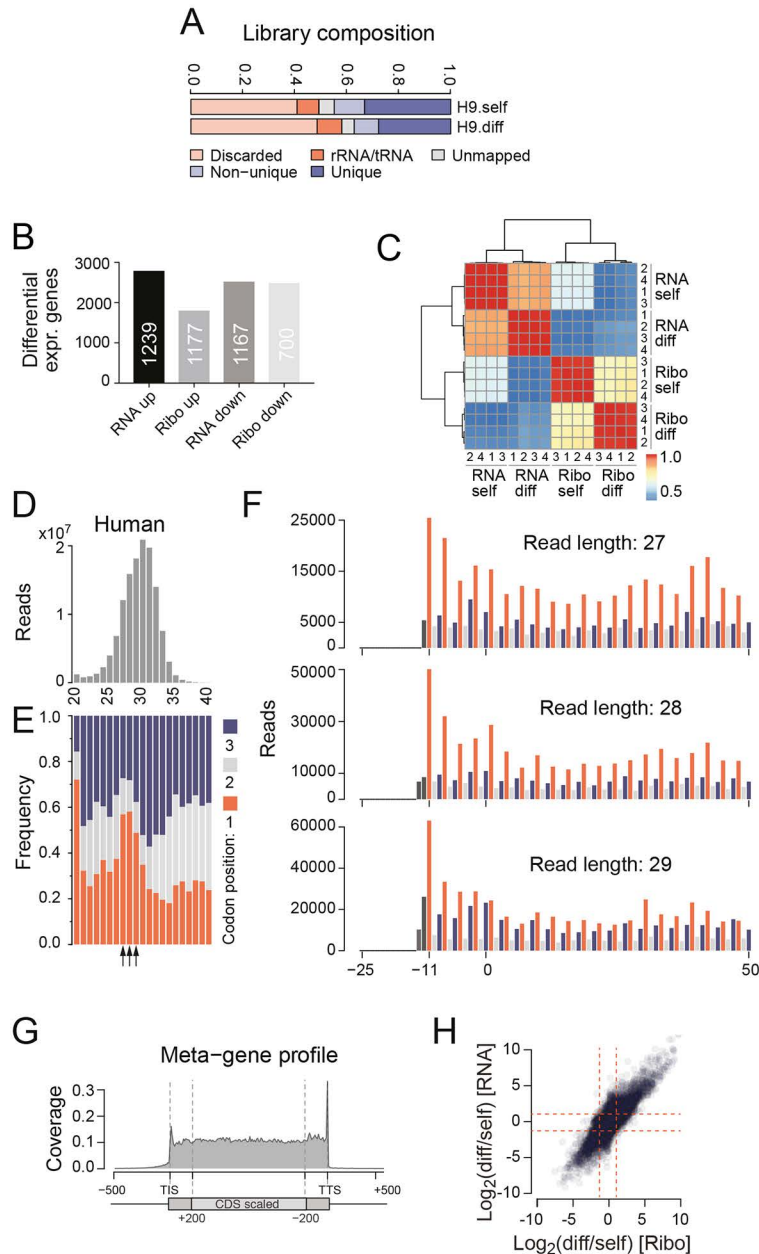 A
Library composition
0.0 0.2 0.4 0.6 0.8 1.0
H9.self
H9.diff
Discarded rRNA/tRNA Unmapped
Non-unique Unique
B
Differential
expr. genes
3000
2000
1000
0
1239 1177 1167 700
RNA up Ribo up RNA down Ribo down
C
2
4
1
3
RNA
self
1
2
3
4
RNA
diff
3
1
2
4
Ribo
self
3
4
1
2
Ribo
diff
2 4 1 3 1 2 3 4 3 1 2 4 3 4 1 2
RNA RNA Ribo Ribo
self diff self diff
1.0
0.5
D
Human
x10⁷
2
1
0
Reads
20 25 30 35 40
E
1.0
0.8
0.6
0.4
0.2
0.0
Frequency
Codon position: 1 2 3
F
Reads
25000
15000
5000
0
Read length: 27
50000
30000
10000
0
Read length: 28
60000
40000
20000
0
Read length: 29
−25 −11 0 50
G
Meta-gene profile
Coverage
0.3
0.2
0.1
0.0
−500 TIS TTS +500
CDS scaled
+200 −200
H
Log2(diff/self) [RNA]
10
5
0
-5
-10
-10 -5 0 5 10
Log2(diff/self) [Ribo]